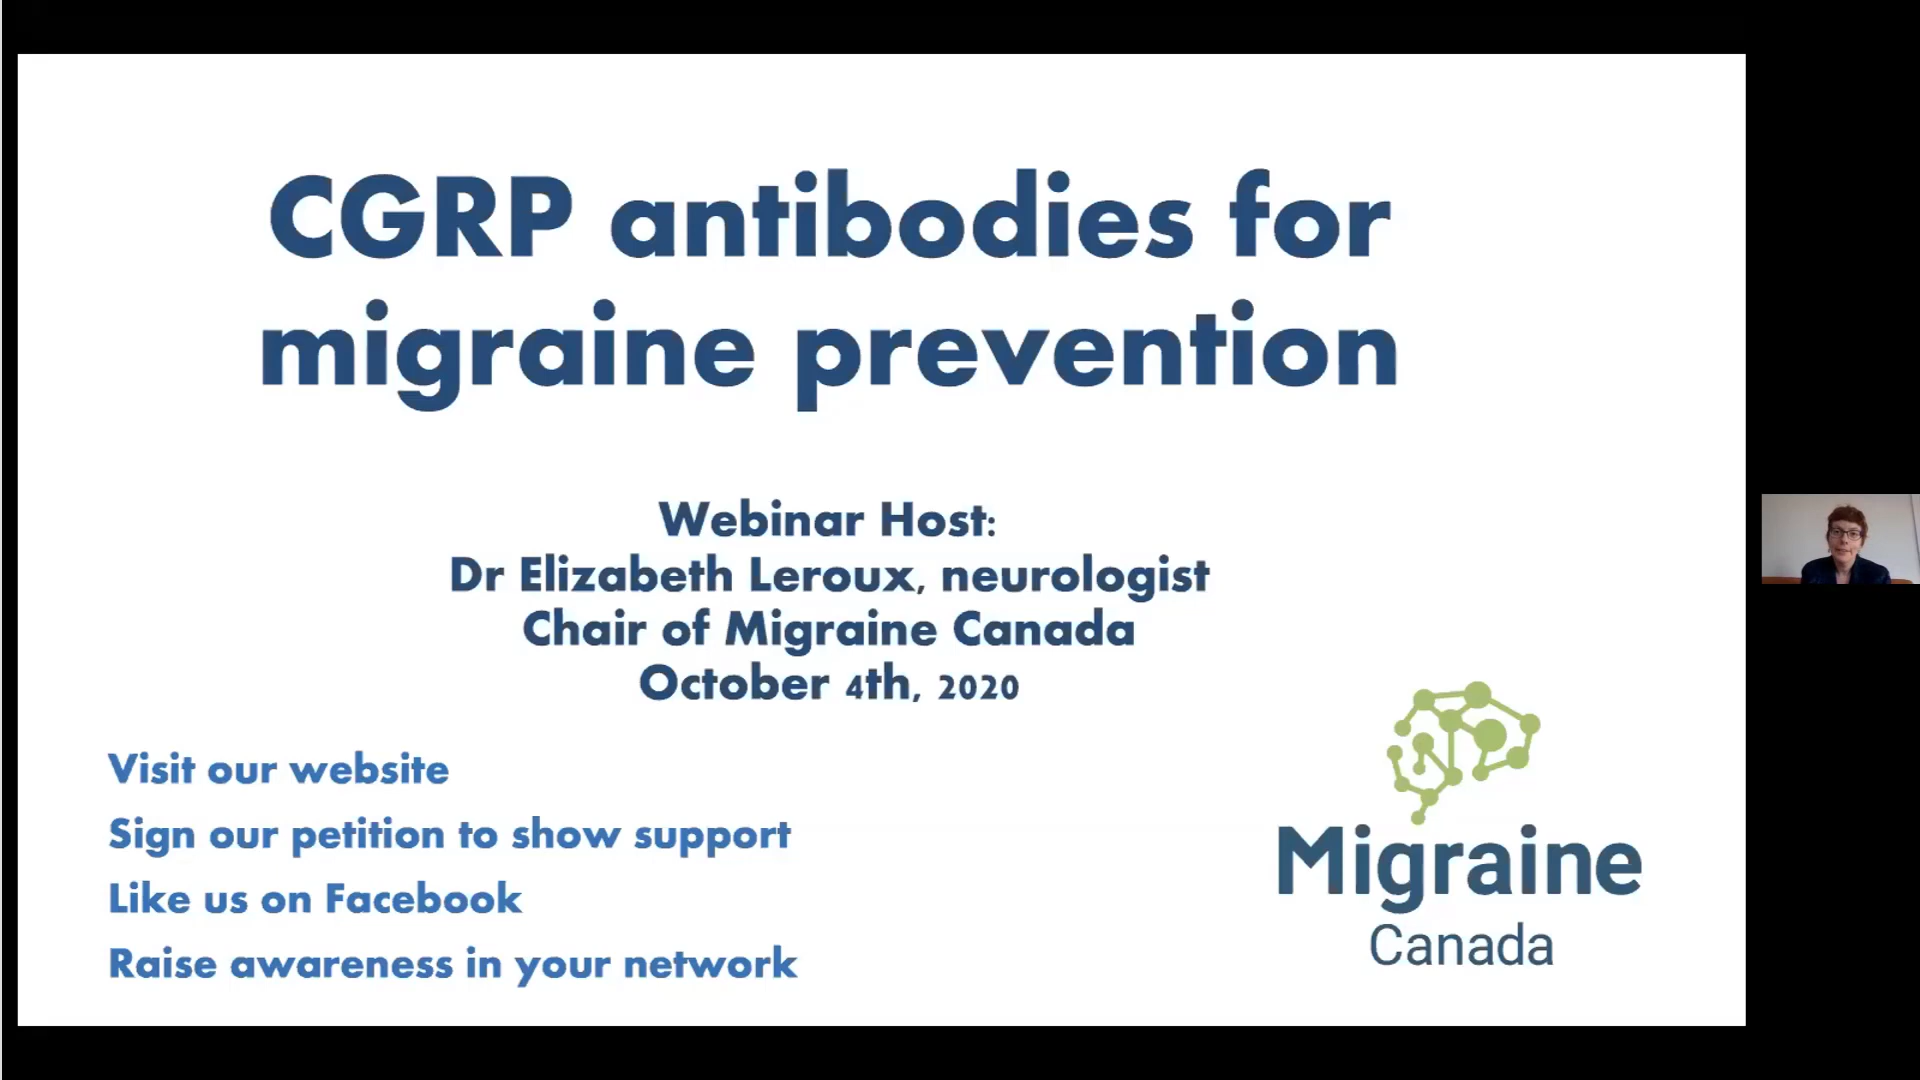 CGRP antibodies for
migraine prevention
Webinar Host:
Dr Elizabeth Leroux, neurologist
Chair of Migraine Canada
October 4th, 2020
Visit our website
Sign our petition to show support
Like us on Facebook
Raise awareness in your network
Migraine
Canada